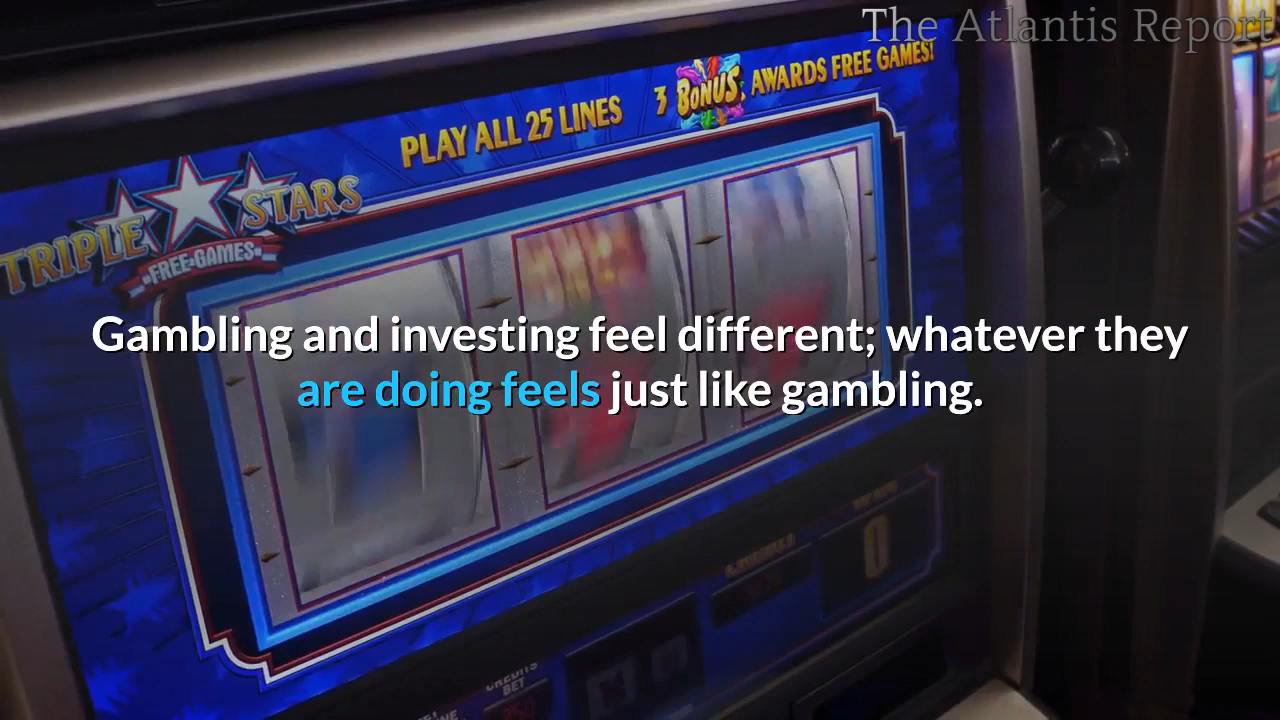 The Atlantis Report
PLAY ALL 25 LINES
3 BONUS AWARDS FREE GAMES!
TRIPLE STARS
FREE GAMES
Gambling and investing feel different; whatever they
are doing feels just like gambling.
0
CREDITS
BET